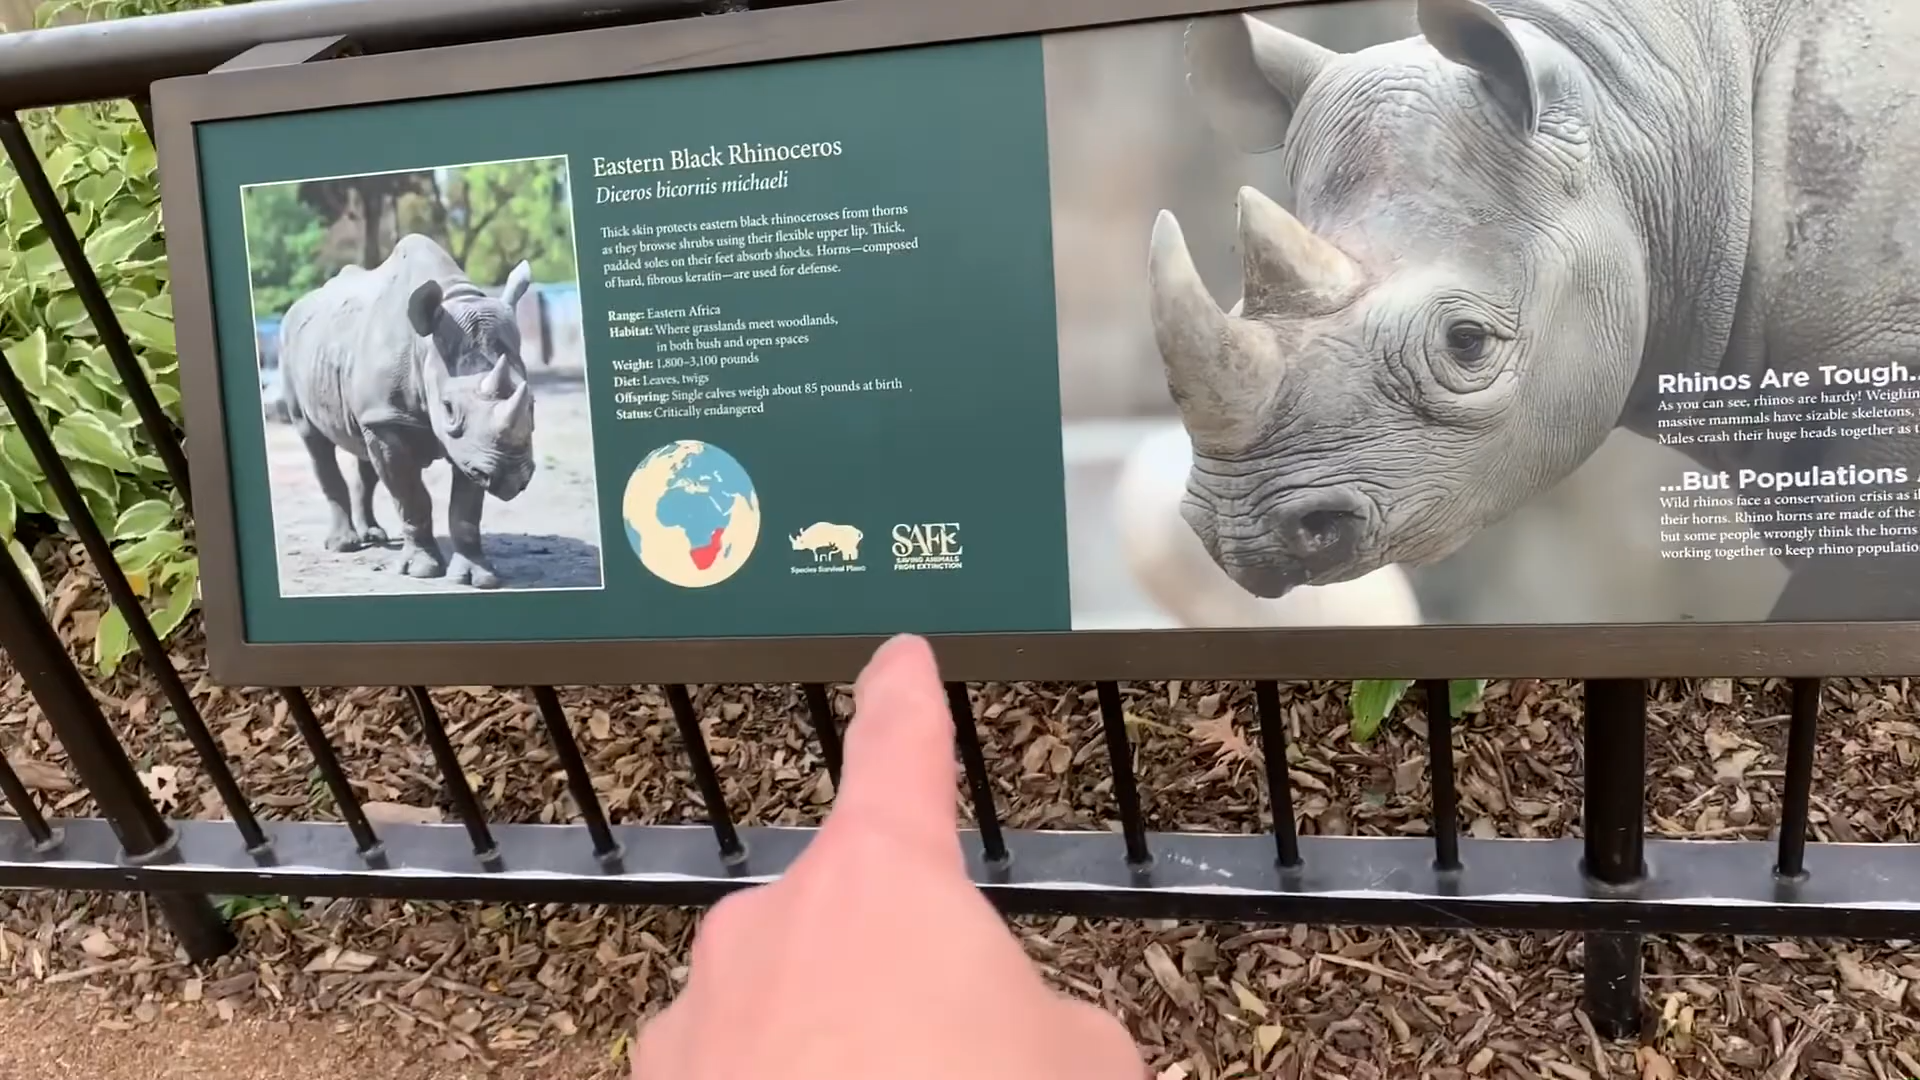 Eastern Black Rhinoceros
Diceros bicornis michaeli
Thick skin protects eastern black rhinoceroses from thorns
as they browse shrubs using their flexible upper lip. Thick,
padded soles on their feet absorb shocks. Horns—composed
of hard, fibrous keratin—are used for defense.
Range: Eastern Africa
Habitat: Where grasslands meet woodlands,
in both bush and open spaces
Weight: 1,800–3,100 pounds
Diet: Leaves, twigs
Offspring: Single calves weigh about 85 pounds at birth
Status: Critically endangered
Species Survival Plan®
SAFE
SAVING ANIMALS
FROM EXTINCTION
Rhinos Are Tough...
As you can see, rhinos are hardy! Weighin
massive mammals have sizable skeletons,
Males crash their huge heads together as
...But Populations
Wild rhinos face a conservation crisis as
their horns. Rhino horns are made of the
but some people wrongly think the horns
working together to keep rhino populatio